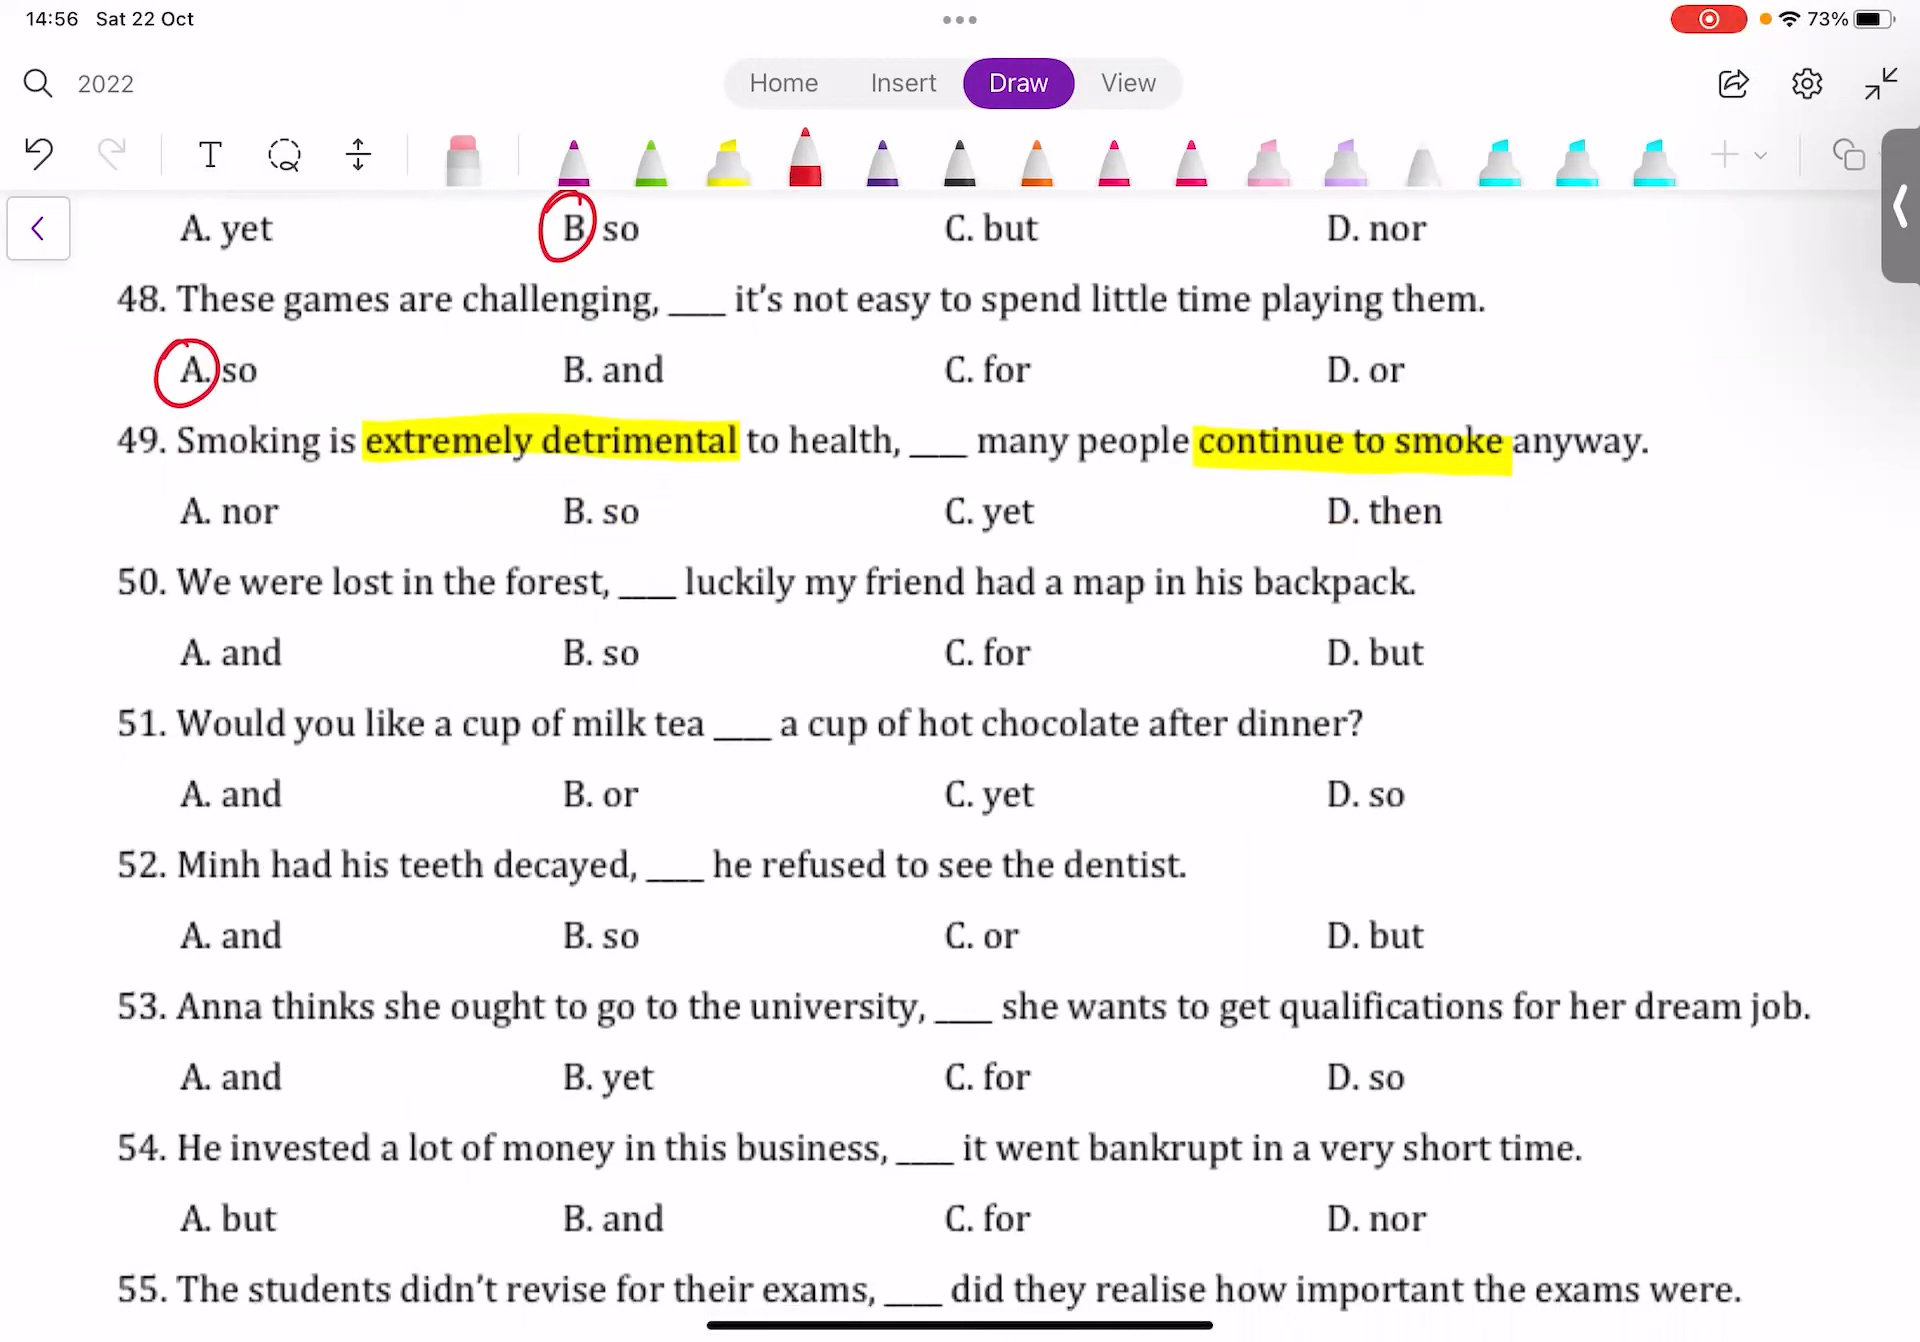 14:56 Sat 22 Oct
73%
2022
Home Insert Draw View
T
A. yet B. so C. but D. nor
48. These games are challenging, ____ it's not easy to spend little time playing them.
A. so B. and C. for D. or
49. Smoking is extremely detrimental to health, ____ many people continue to smoke anyway.
A. nor B. so C. yet D. then
50. We were lost in the forest, ____ luckily my friend had a map in his backpack.
A. and B. so C. for D. but
51. Would you like a cup of milk tea ____ a cup of hot chocolate after dinner?
A. and B. or C. yet D. so
52. Minh had his teeth decayed, ____ he refused to see the dentist.
A. and B. so C. or D. but
53. Anna thinks she ought to go to the university, ____ she wants to get qualifications for her dream job.
A. and B. yet C. for D. so
54. He invested a lot of money in this business, ____ it went bankrupt in a very short time.
A. but B. and C. for D. nor
55. The students didn't revise for their exams, ____ did they realise how important the exams were.